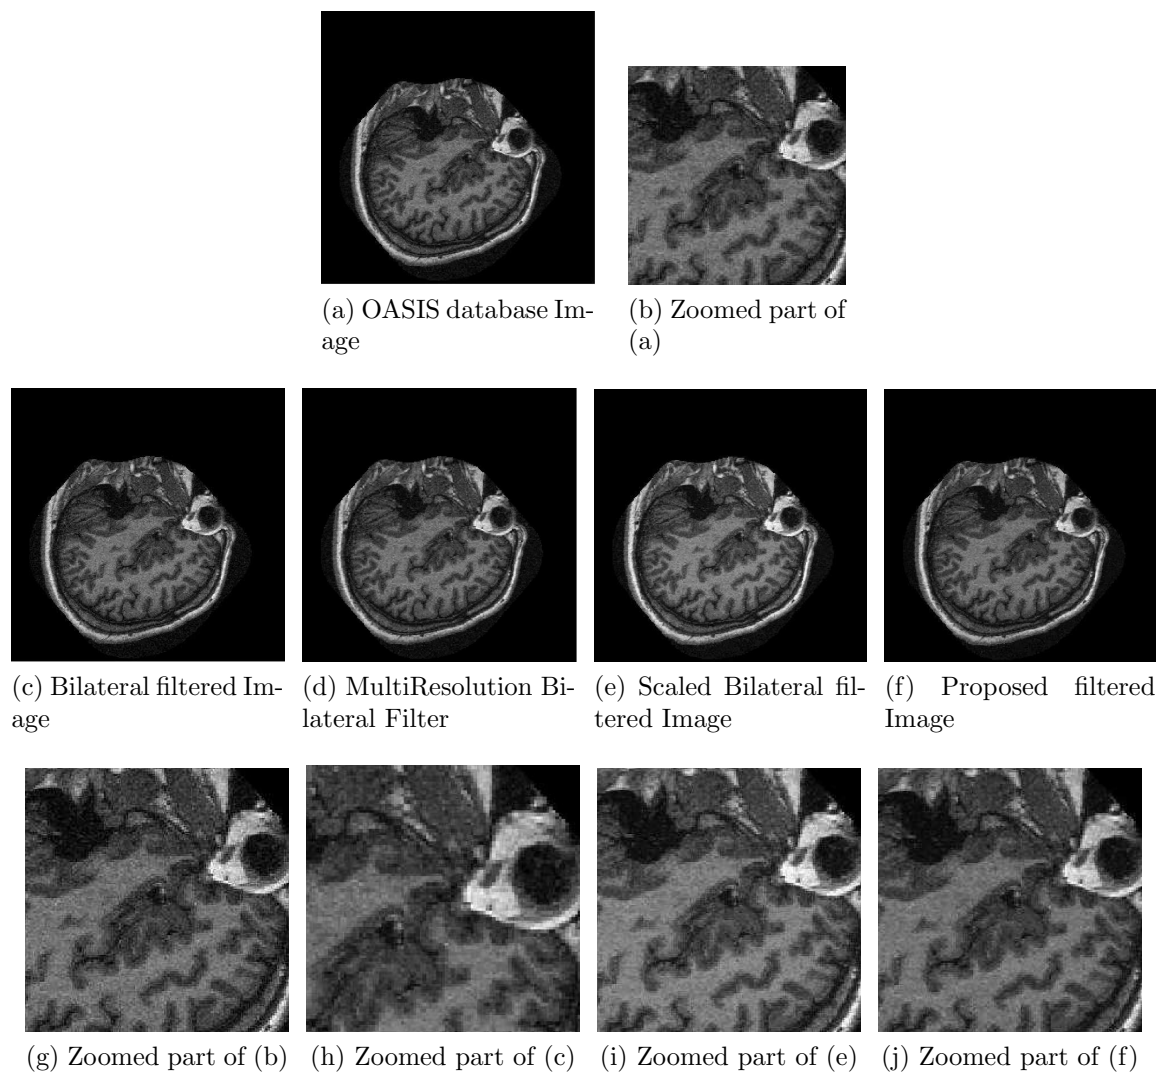 (a) OASIS database Im-
age
(b) Zoomed part of
(a)
(c) Bilateral filtered Im-
age
(d) MultiResolution Bi-
lateral Filter
(e) Scaled Bilateral fil-
tered Image
(f) Proposed filtered
Image
(g) Zoomed part of (b)
(h) Zoomed part of (c)
(i) Zoomed part of (e)
(j) Zoomed part of (f)